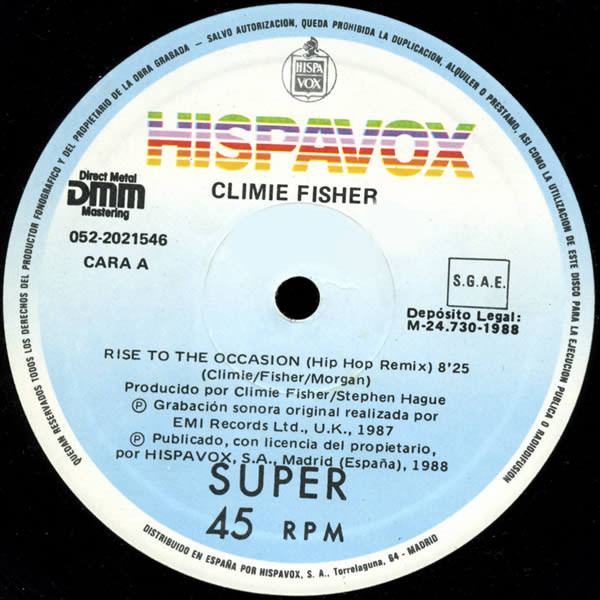 QUEDAN RESERVADOS TODOS LOS DERECHOS DEL PRODUCTOR FONOGRAFICO Y DEL PROPIETARIO DE LA OBRA GRABADA — SALVO AUTORIZACION, QUEDA PROHIBIDA LA DUPLICACION, ALQUILER O PRESTAMO, ASI COMO LA UTILIZACION DE ESTE DISCO PARA LA EJECUCION PUBLICA O RADIODIFUSION
HISPA
VOX
HISPAVOX
CLIMIE FISHER
Direct Metal
DMM
Mastering
052-2021546
CARA A
S.G.A.E.
Depósito Legal:
M-24.730-1988
RISE TO THE OCCASION (Hip Hop Remix) 8'25
(Climie/Fisher/Morgan)
Producido por Climie Fisher/Stephen Hague
Ⓟ Grabación sonora original realizada por
EMI Records Ltd., U.K., 1987
Ⓟ Publicado, con licencia del propietario,
por HISPAVOX, S.A., Madrid (España), 1988
SUPER
45 RPM
DISTRIBUIDO EN ESPAÑA POR HISPAVOX, S. A., Torrelaguna, 64 – MADRID